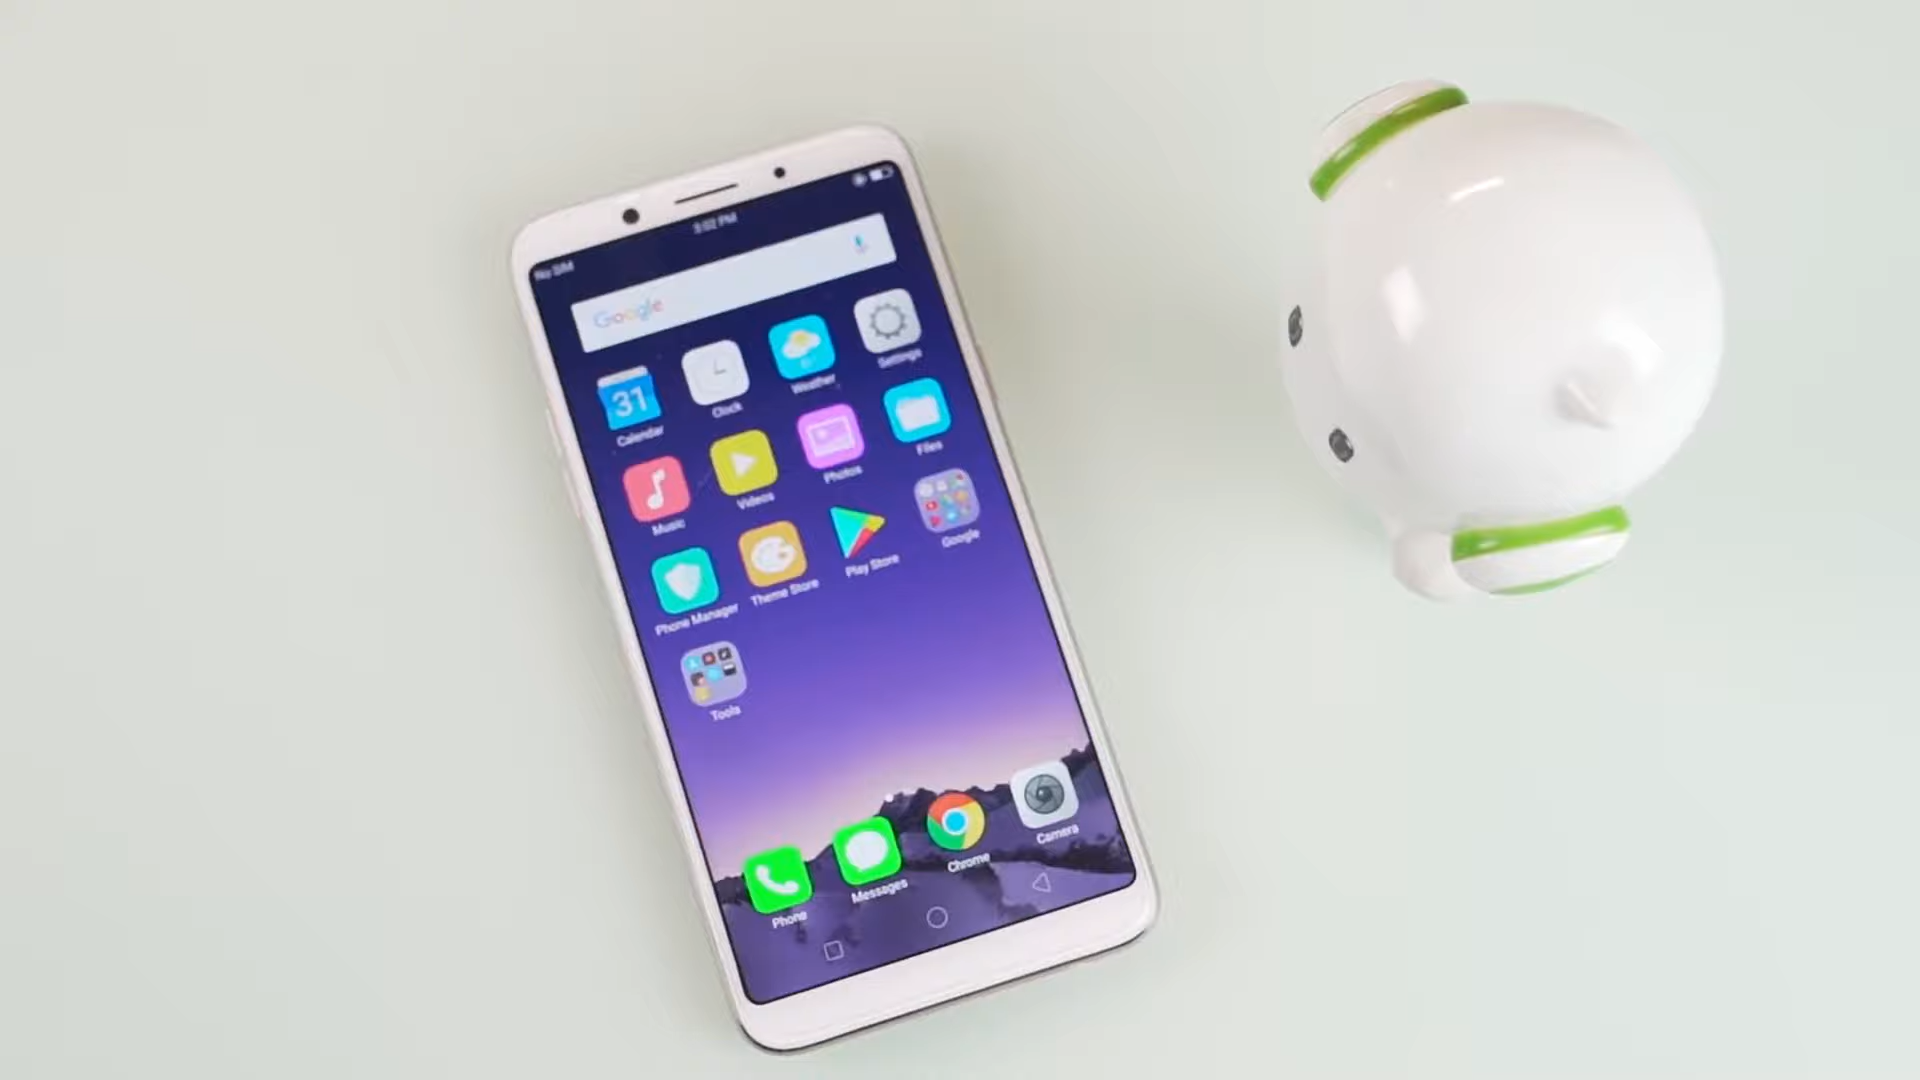 No SIM
Google
31
Calendar
Clock
Weather
Settings
Music
Videos
Photos
Files
Phone Manager
Theme Store
Play Store
Google
Tools
Phone
Messages
Chrome
Camera